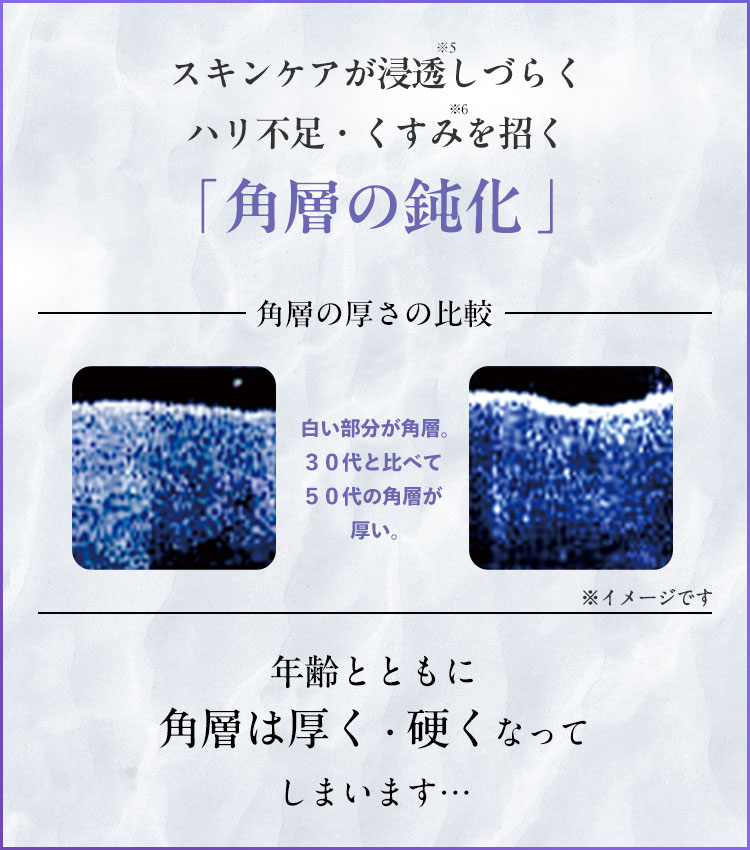 ※5
スキンケアが浸透しづらく
※6
ハリ不足・くすみを招く
「角層の鈍化」
角層の厚さの比較
白い部分が角層。
３０代と比べて
５０代の角層が
厚い。
※イメージです
年齢とともに
角層は厚く・硬くなって
しまいます…